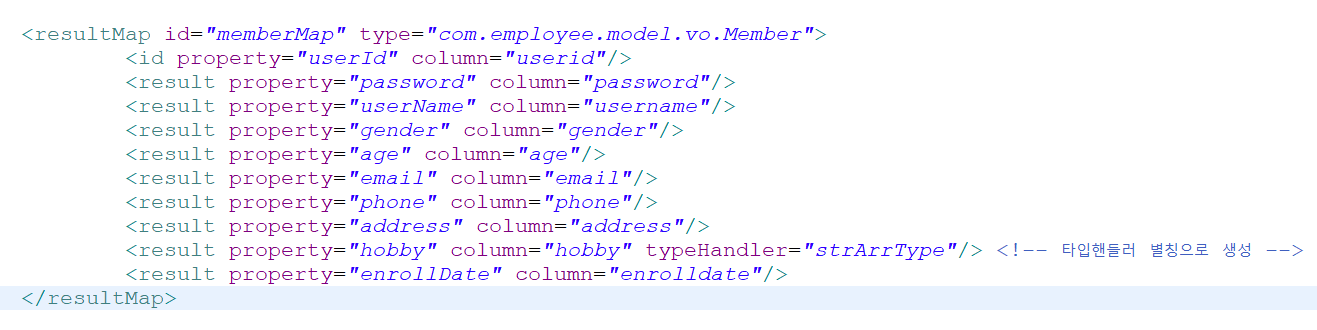 <resultMap id="memberMap" type="com.employee.model.vo.Member">
<id property="userId" column="userid"/>
<result property="password" column="password"/>
<result property="userName" column="username"/>
<result property="gender" column="gender"/>
<result property="age" column="age"/>
<result property="email" column="email"/>
<result property="phone" column="phone"/>
<result property="address" column="address"/>
<result property="hobby" column="hobby" typeHandler="strArrType"/> <!-- 타입핸들러 별칭으로 생성 -->
<result property="enrollDate" column="enrolldate"/>
</resultMap>